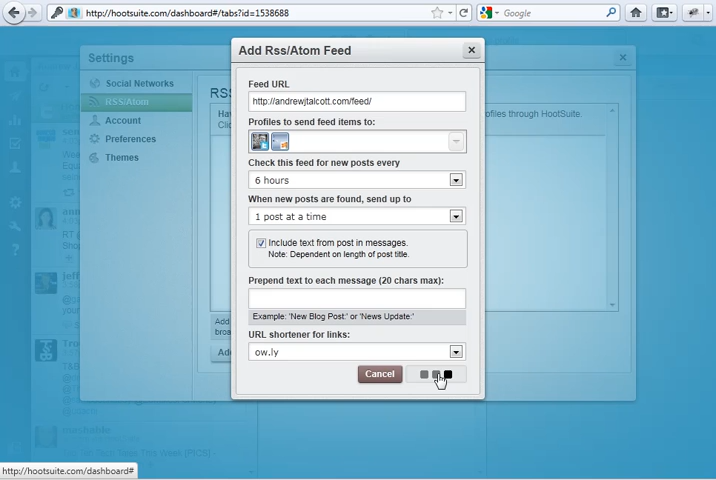 http://hootsuite.com/dashboard#/tabs?id=1538688
Google
Settings
Add Rss/Atom Feed
Social Networks
RSS/Atom
Account
Preferences
Themes
Feed URL
http://andrewjtalcott.com/feed/
Profiles to send feed items to:
Check this feed for new posts every
6 hours
When new posts are found, send up to
1 post at a time
Include text from post in messages.
Note: Dependent on length of post title.
Prepend text to each message (20 chars max):
Example: 'New Blog Post:' or 'News Update:'
URL shortener for links:
ow.ly
Cancel
ofiles through HootSuite.
http://hootsuite.com/dashboard#